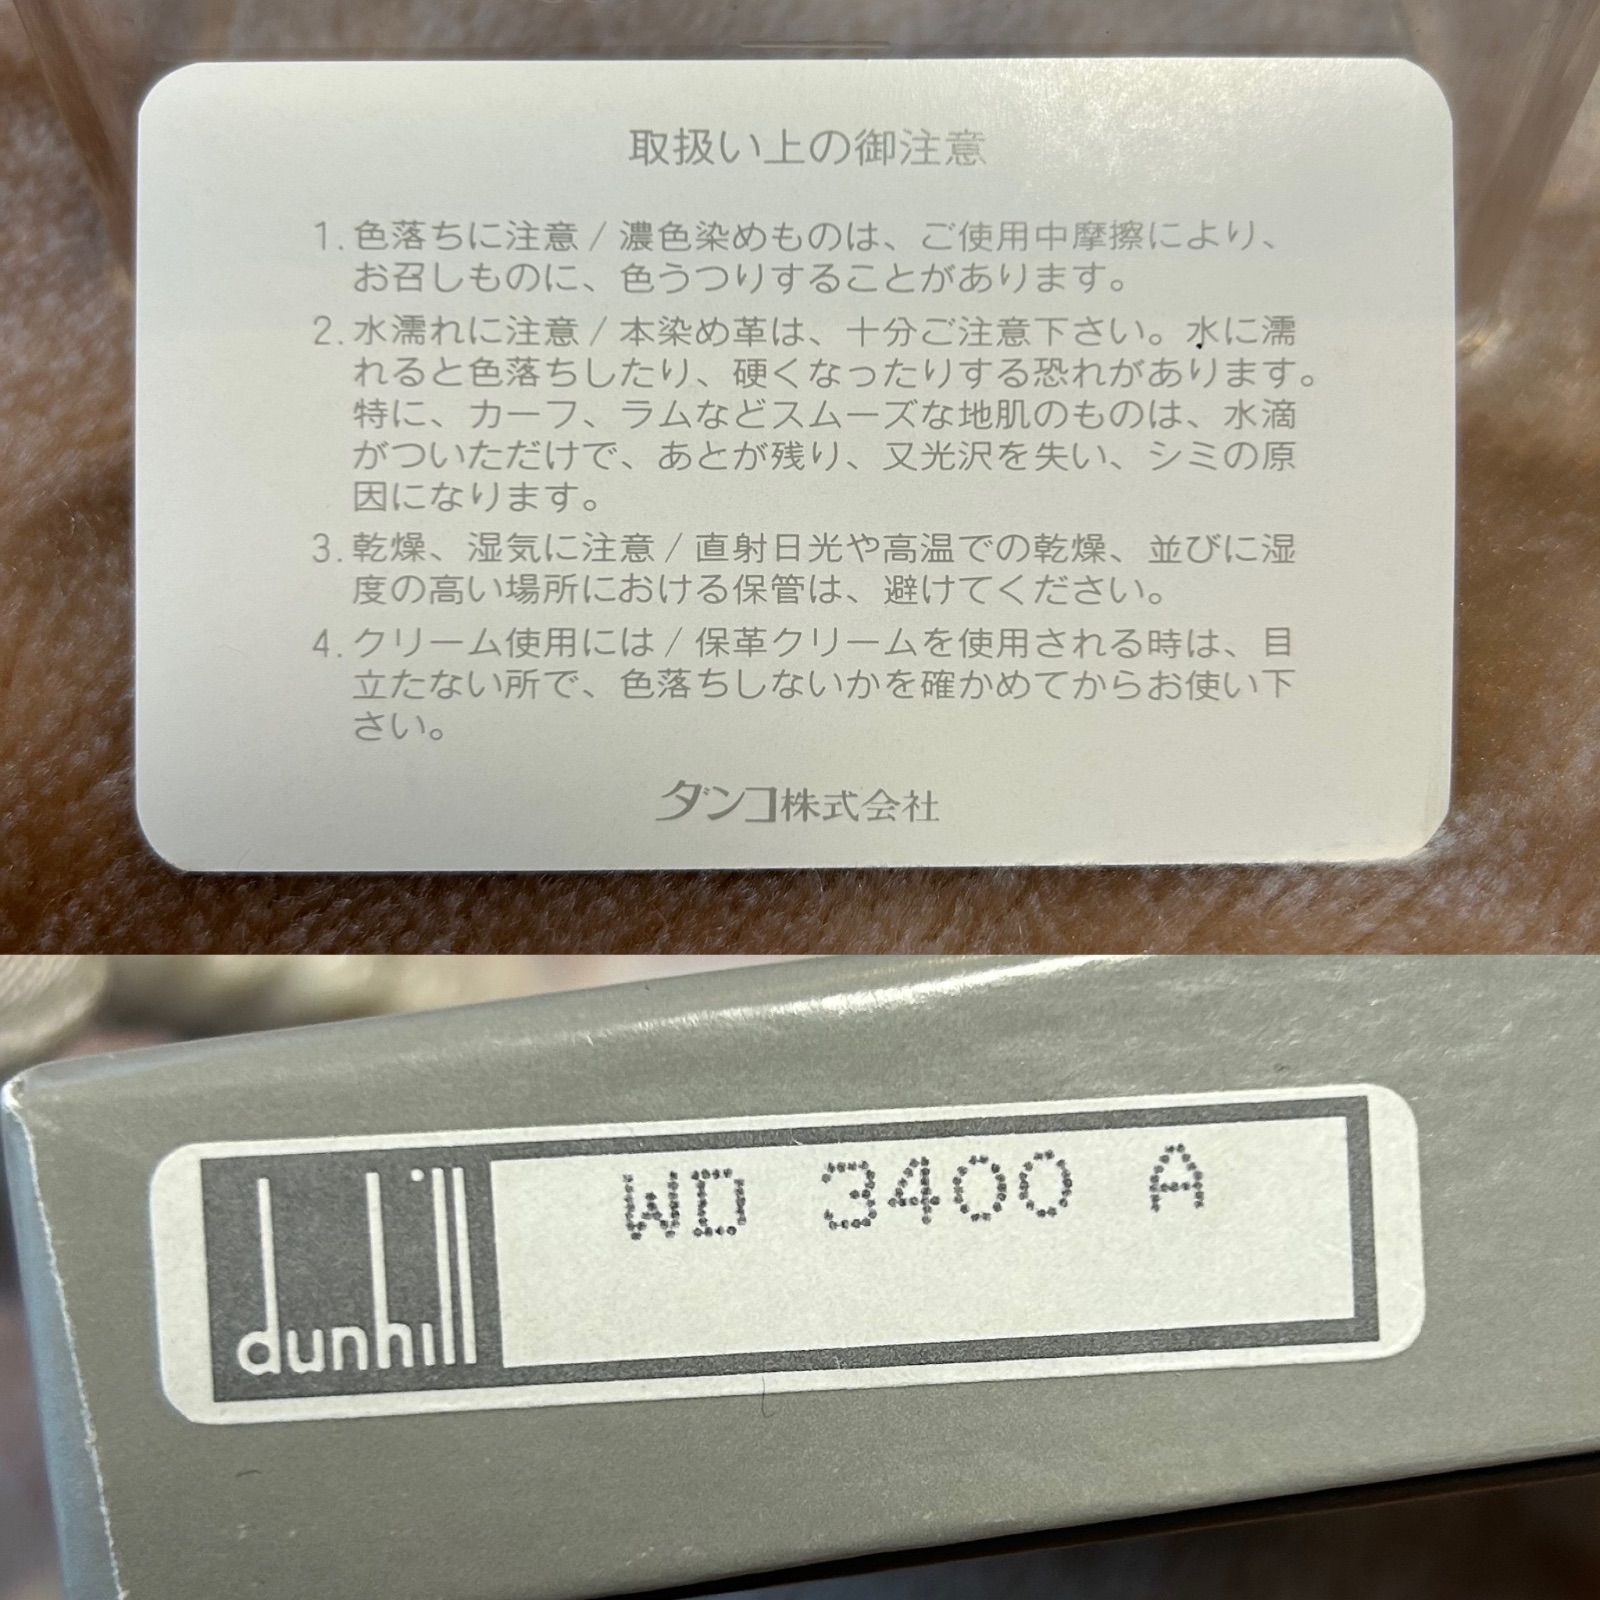 取扱い上の御注意
1. 色落ちに注意 / 濃色染めものは、ご使用中摩擦により、
お召しものに、色うつりすることがあります。
2. 水濡れに注意 / 本染め革は、十分ご注意下さい。水に濡
れると色落ちしたり、硬くなったりする恐れがあります。
特に、カーフ、ラムなどスムーズな地肌のものは、水滴
がついただけで、あとが残り、又光沢を失い、シミの原
因になります。
3. 乾燥、湿気に注意 / 直射日光や高温での乾燥、並びに湿
度の高い場所における保管は、避けてください。
4. クリーム使用には / 保革クリームを使用される時は、目
立たない所で、色落ちしないかを確かめてからお使い下
さい。
ダンコ株式会社
dunhill
WD 3400 A